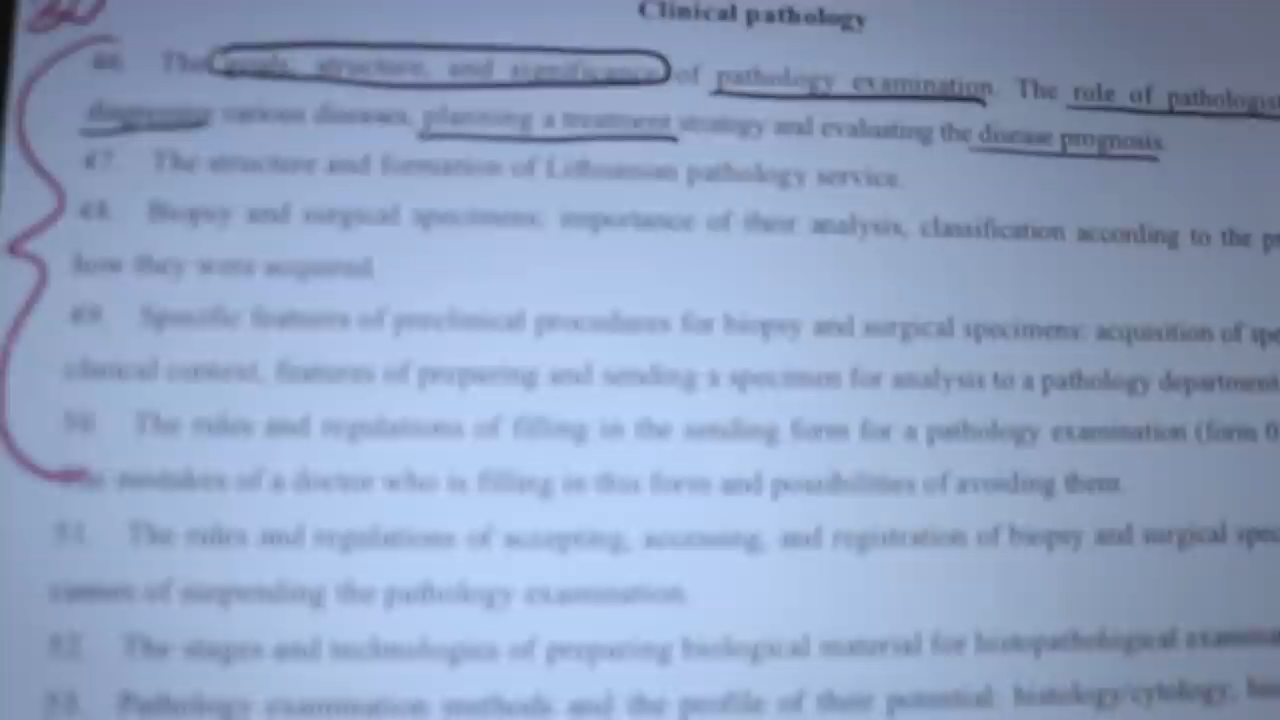 Clinical pathology
46. The goals, structure, and significance of pathology examination. The role of pathologist
diagnosing various diseases, planning a treatment strategy and evaluating the disease prognosis.
47. The structure and formation of Lithuanian pathology service.
48. Biopsy and surgical specimens: importance of their analysis, classification according to the
how they were acquired.
49. Specific features of preclinical procedures for biopsy and surgical specimens: acquisition of
clinical context, features of preparing and sending a specimen for analysis to a pathology department.
50. The rules and regulations of filling in the sending form for a pathology examination (form
mistakes of a doctor who is filling in this form and possibilities of avoiding them.
51. The rules and regulations of accepting, accessing, and registration of biopsy and surgical
causes of suspending the pathology examination.
52. The stages and technologies of preparing biological material for histopathological
53. Pathology examination methods and the profile of their potential: histology/cytology,